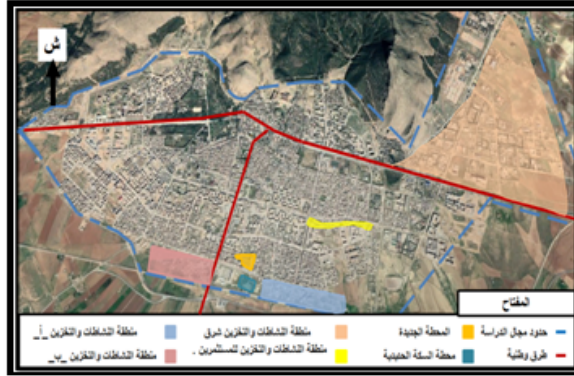 ش
المفتاح
حدود مجال الدراسة
المحطة الجديدة
منطقة النشاطات والتخزين شرق
منطقة النشاطات والتخزين _أ_
طرق وطنية
محطة السكة الحديدية
منطقة النشاطات والتخزين للمستثمرين .
منطقة النشاطات والتخزين _ب_